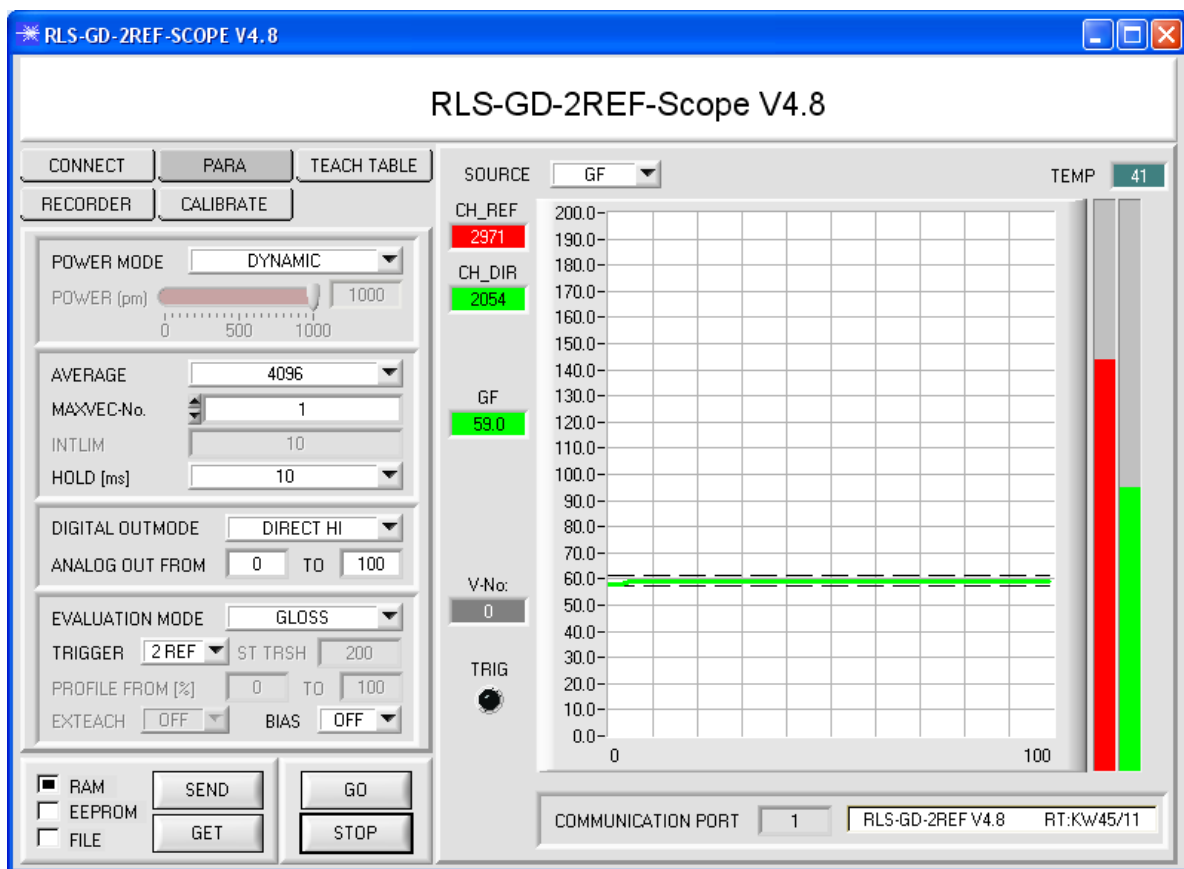 RLS-GD-2REF-SCOPE V4.8
RLS-GD-2REF-Scope V4.8
CONNECT PARA TEACH TABLE
RECORDER CALIBRATE
POWER MODE DYNAMIC
POWER (pm) 1000
0 500 1000
AVERAGE 4096
MAXVEC-No. 1
INTLIM 10
HOLD [ms] 10
DIGITAL OUTMODE DIRECT HI
ANALOG OUT FROM 0 TO 100
EVALUATION MODE GLOSS
TRIGGER 2 REF ST TRSH 200
PROFILE FROM [%] 0 TO 100
EXTEACH OFF BIAS OFF
RAM
EEPROM
FILE
SEND
GET
GO
STOP
SOURCE GF
TEMP 41
CH_REF
2971
CH_DIR
2054
GF
59.0
V-No:
0
TRIG
200.0
190.0
180.0
170.0
160.0
150.0
140.0
130.0
120.0
110.0
100.0
90.0
80.0
70.0
60.0
50.0
40.0
30.0
20.0
10.0
0.0
0 100
COMMUNICATION PORT 1 RLS-GD-2REF V4.8 RT:KW45/11